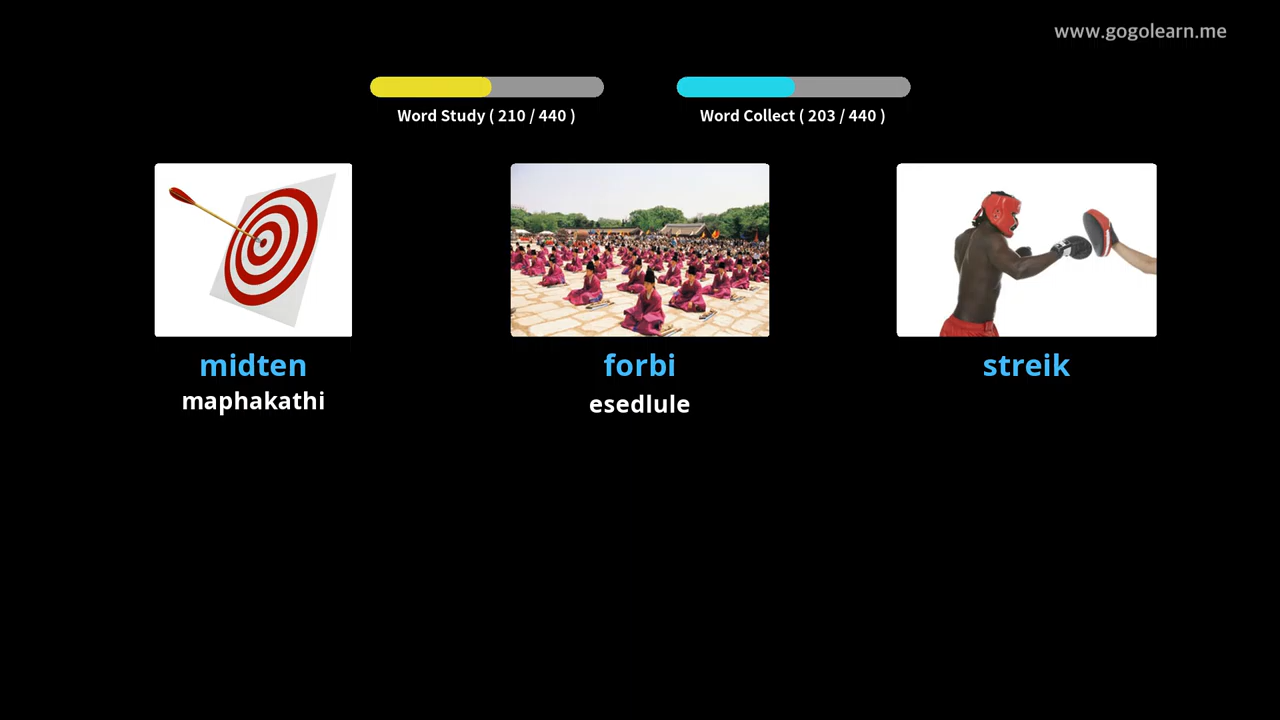 www.gogolearn.me
Word Study ( 210 / 440 )
Word Collect ( 203 / 440 )
midten
forbi
streik
maphakathi
esedlule